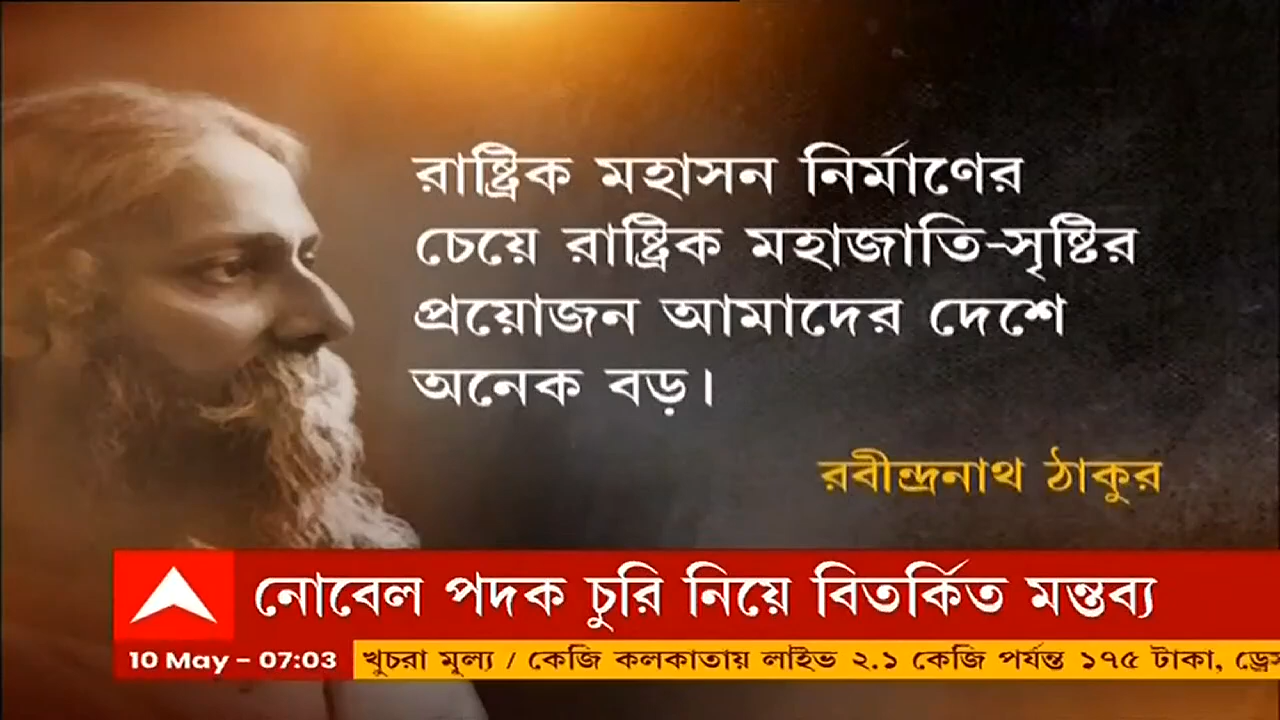 রাষ্ট্রিক মহাসন নির্মাণের
চেয়ে রাষ্ট্রিক মহাজাতি-সৃষ্টির
প্রয়োজন আমাদের দেশে
অনেক বড়।
রবীন্দ্রনাথ ঠাকুর
নোবেল পদক চুরি নিয়ে বিতর্কিত মন্তব্য
10 May – 07:03
খুচরা মূল্য / কেজি কলকাতায় লাইভ ২.১ কেজি পর্যন্ত ১৭৫ টাকা,